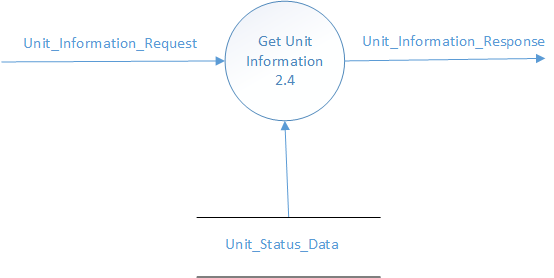 Unit_Information_Request
Get Unit
Information
2.4
Unit_Information_Response
Unit_Status_Data